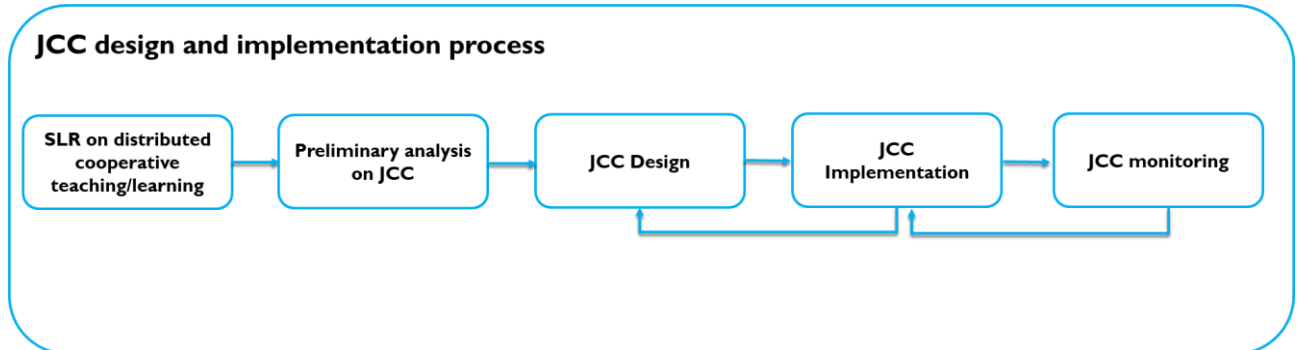 JCC design and implementation process
SLR on distributed
cooperative
teaching/learning
Preliminary analysis
on JCC
JCC Design
JCC
Implementation
JCC monitoring